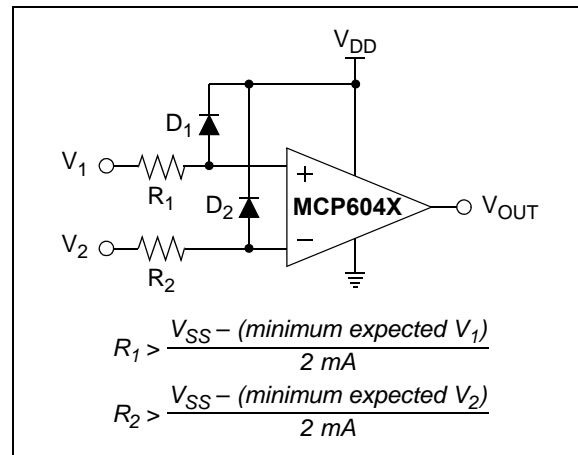 V_DD
D_1
V_1
R_1
+
MCP604X
V_OUT
D_2
V_2
R_2
–
R_1 > V_SS – (minimum expected V_1) / 2 mA
R_2 > V_SS – (minimum expected V_2) / 2 mA